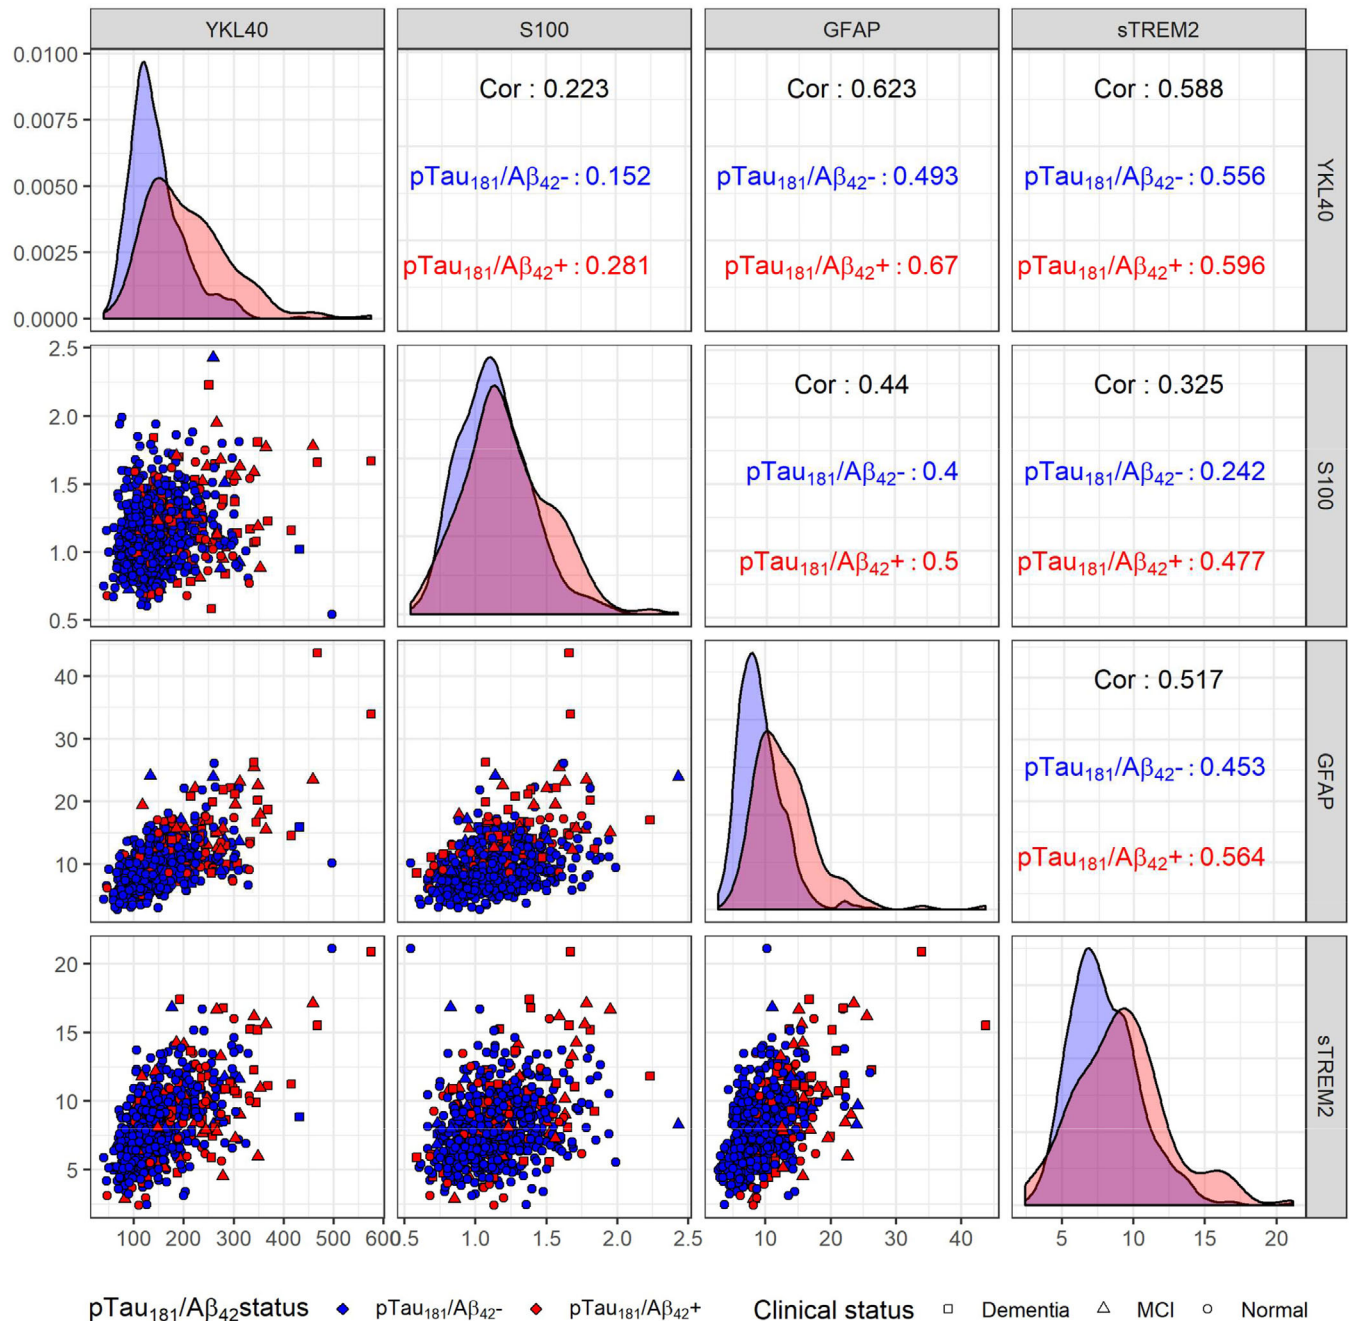 YKL40 S100 GFAP sTREM2
0.0100
0.0075
0.0050
0.0025
0.0000
Cor : 0.223
pTau₁₈₁/Aβ₄₂- : 0.152
pTau₁₈₁/Aβ₄₂+ : 0.281
Cor : 0.623
pTau₁₈₁/Aβ₄₂- : 0.493
pTau₁₈₁/Aβ₄₂+ : 0.67
Cor : 0.588
pTau₁₈₁/Aβ₄₂- : 0.556
pTau₁₈₁/Aβ₄₂+ : 0.596
YKL40
2.5
2.0
1.5
1.0
0.5
Cor : 0.44
pTau₁₈₁/Aβ₄₂- : 0.4
pTau₁₈₁/Aβ₄₂+ : 0.5
Cor : 0.325
pTau₁₈₁/Aβ₄₂- : 0.242
pTau₁₈₁/Aβ₄₂+ : 0.477
S100
40
30
20
10
Cor : 0.517
pTau₁₈₁/Aβ₄₂- : 0.453
pTau₁₈₁/Aβ₄₂+ : 0.564
GFAP
20
15
10
5
sTREM2
100 200 300 400 500 600 0.5 1.0 1.5 2.0 2.5 10 20 30 40 5 10 15 20
pTau₁₈₁/Aβ₄₂status pTau₁₈₁/Aβ₄₂- pTau₁₈₁/Aβ₄₂+ Clinical status Dementia MCI Normal